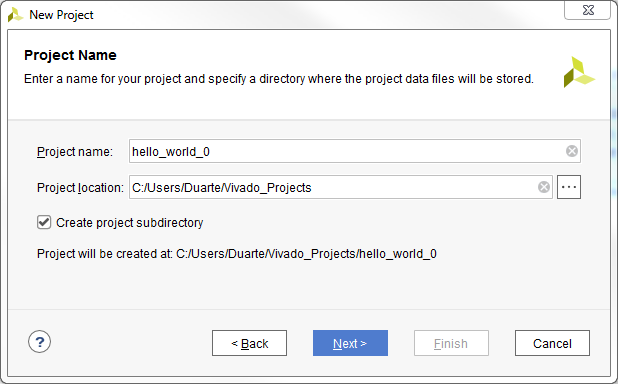 New Project
Project Name
Enter a name for your project and specify a directory where the project data files will be stored.
Project name: hello_world_0
Project location: C:/Users/Duarte/Vivado_Projects ...
Create project subdirectory
Project will be created at: C:/Users/Duarte/Vivado_Projects/hello_world_0
? < Back Next > Finish Cancel